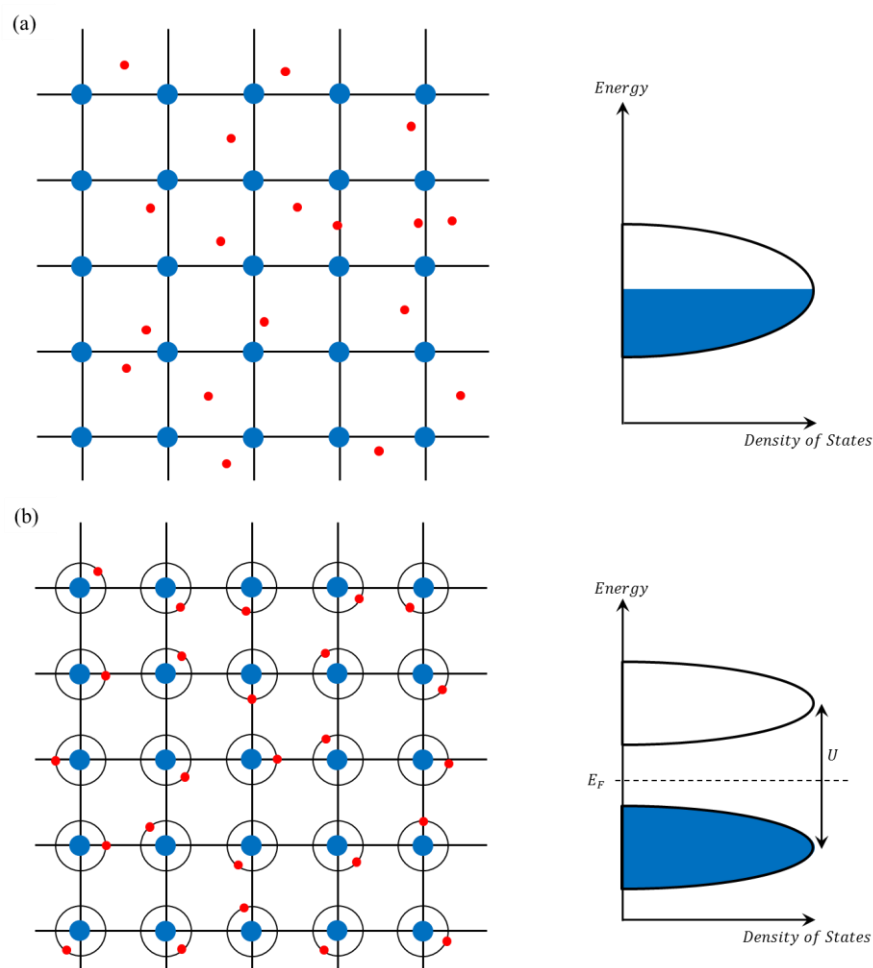 (a)
Energy
Density of States
(b)
Energy
U
E_F
Density of States